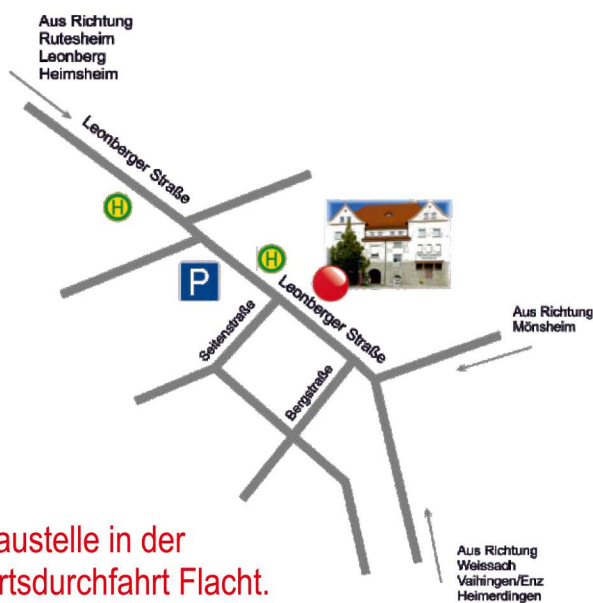 Aus Richtung
Rutesheim
Leonberg
Heimsheim
Leonberger Straße
H
H
P
Leonberger Straße
Seitenstraße
Bergstraße
Aus Richtung
Mönsheim
austelle in der
rtsdurchfahrt Flacht.
Aus Richtung
Weissach
Vaihingen/Enz
Heimerdingen